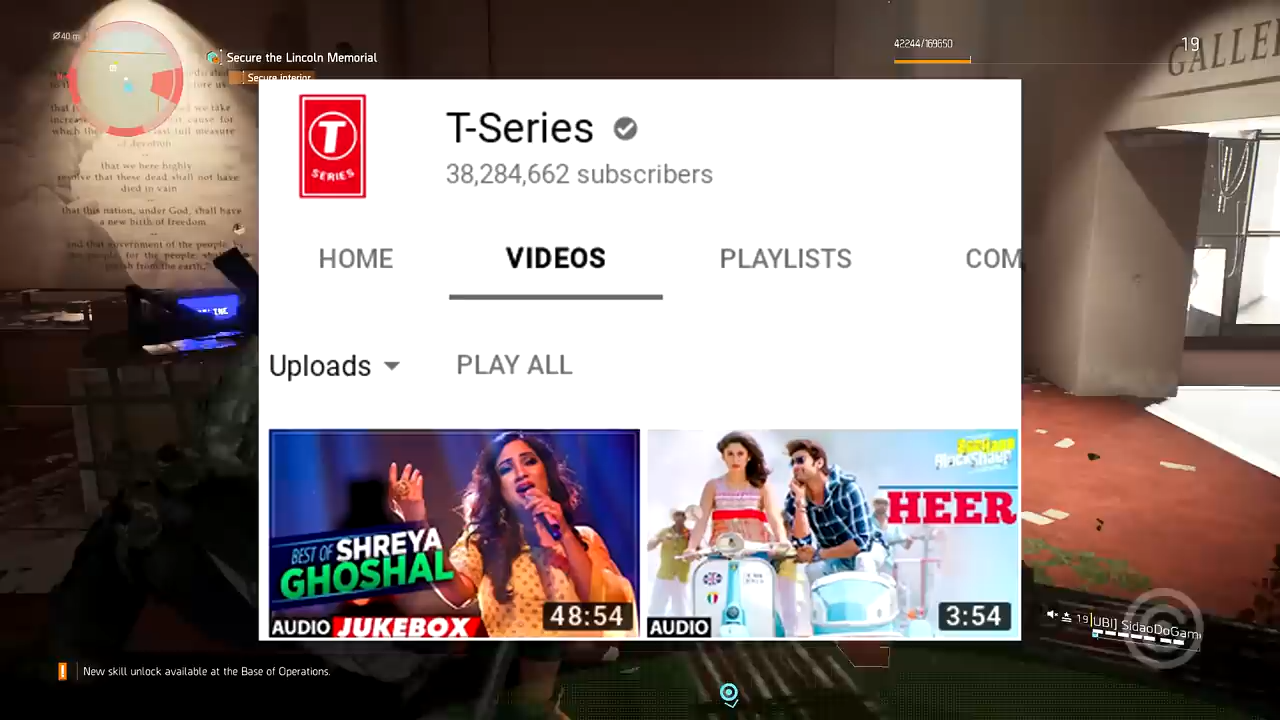 Ø40 m
Secure the Lincoln Memorial
Secure interior
42244/169650
19
GALLE
that we here highly
resolve that these dead shall not have
died in vain
that this nation, under God, shall have
a new birth of freedom
and that government of the people, by
the people, for the people, shall
perish from the earth."
T-Series
38,284,662 subscribers
HOME
VIDEOS
PLAYLISTS
COM
Uploads
PLAY ALL
T
SERIES
BEST OF SHREYA
GHOSHAL
AUDIO JUKEBOX
48:54
HEER
AUDIO
3:54
19 [UBI] SidaoDoGam
New skill unlock available at the Base of Operations.